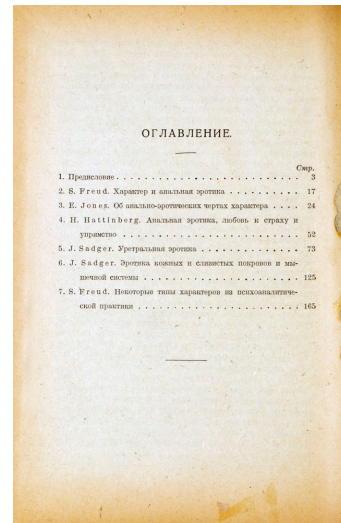 ОГЛАВЛЕНИЕ.
Стр.
1. Предисловие . . . . . . . . . . . . . . . . . . . . . . . . 3
2. S. Freud. Характер и анальная эротика . . . . . . . . . . 17
3. E. Jones. Об анально-эротических чертах характера . . . . 24
4. H. Hattinberg. Анальная эротика, любовь к страху и
упрямство . . . . . . . . . . . . . . . . . . . . . . . . 52
5. J. Sadger. Уретральная эротика . . . . . . . . . . . . . . 73
6. J. Sadger. Эротика кожных и слизистых покровов и мы-
шечной системы . . . . . . . . . . . . . . . . . . . . . 125
7. S. Freud. Некоторые типы характеров из психоаналитиче-
ской практики . . . . . . . . . . . . . . . . . . . . . . 165